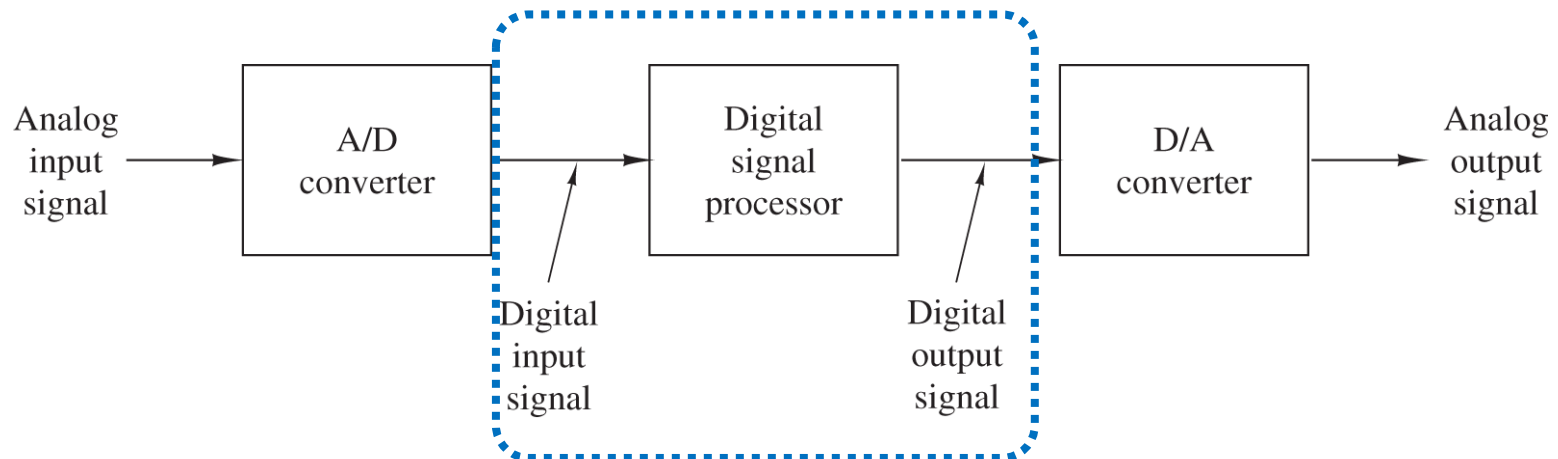 Analog
input
signal
A/D
converter
Digital
signal
processor
D/A
converter
Analog
output
signal
Digital
input
signal
Digital
output
signal